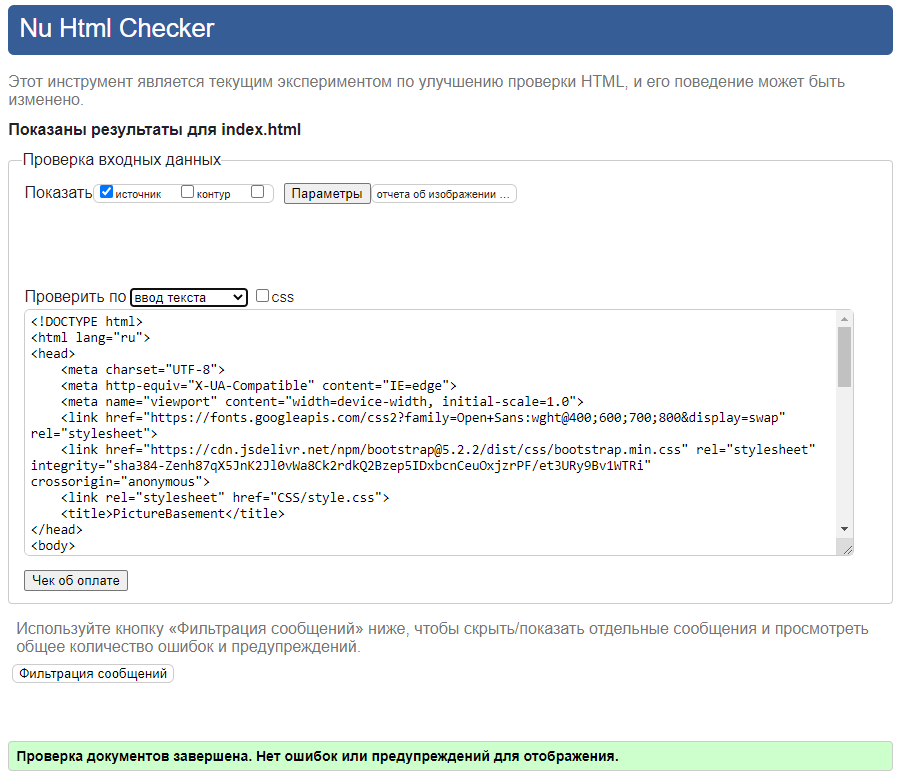 Nu Html Checker
Этот инструмент является текущим экспериментом по улучшению проверки HTML, и его поведение может быть
изменено.
Показаны результаты для index.html
Проверка входных данных
Показать источник контур Параметры отчета об изображении ...
Проверить по ввод текста css
<!DOCTYPE html>
<html lang="ru">
<head>
    <meta charset="UTF-8">
    <meta http-equiv="X-UA-Compatible" content="IE=edge">
    <meta name="viewport" content="width=device-width, initial-scale=1.0">
    <link href="https://fonts.googleapis.com/css2?family=Open+Sans:wght@400;600;700;800&display=swap"
rel="stylesheet">
    <link href="https://cdn.jsdelivr.net/npm/bootstrap@5.2.2/dist/css/bootstrap.min.css" rel="stylesheet"
integrity="sha384-Zenh87qX5JnK2Jl0vWa8Ck2rdkQ2Bzep5IDxbcnCeuOxjzrPF/et3URy9Bv1WTRi"
crossorigin="anonymous">
    <link rel="stylesheet" href="CSS/style.css">
    <title>PictureBasement</title>
</head>
<body>
Чек об оплате
Используйте кнопку «Фильтрация сообщений» ниже, чтобы скрыть/показать отдельные сообщения и просмотреть
общее количество ошибок и предупреждений.
Фильтрация сообщений
Проверка документов завершена. Нет ошибок или предупреждений для отображения.